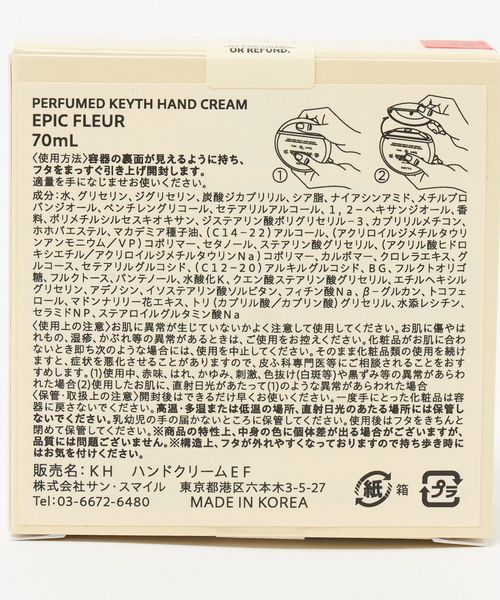 OR REFUND.
PERFUMED KEYTH HAND CREAM
EPIC FLEUR
70mL
〈使用方法〉容器の裏面が見えるように持ち、
フタをまっすぐ引き上げ開封します。
適量を手になじませお使いください。
① ②
成分:水、グリセリン、ジグリセリン、炭酸ジカプリリル、シア脂、ナイアシンアミド、メチルプロ
パンジオール、ペンチレングリコール、セテアリルアルコール、1,2-ヘキサンジオール、香
料、ポリメチルシルセスキオキサン、ジステアリン酸ポリグリセリル-3、カプリリルメチコン、
ホホバエステル、マカデミア種子油、(C14-22)アルコール、(アクリロイルジメチルタウリ
ンアンモニウム/VP)コポリマー、セタノール、ステアリン酸グリセリル、(アクリル酸ヒドロ
キシエチル/アクリロイルジメチルタウリンNa)コポリマー、カルボマー、クロレラエキス、グ
ルコース、セテアリルグルコシド、(C12-20)アルキルグルコシド、BG、フルクトオリゴ
糖、フルクトース、パンテノール、水酸化K、クエン酸ステアリン酸グリセリル、エチルヘキシル
グリセリン、アデノシン、イソステアリン酸ソルビタン、フィチン酸Na、β-グルカン、トコフェ
ロール、マドンナリリー花エキス、トリ(カプリル酸/カプリン酸)グリセリル、水添レシチン、
セラミドNP、ステアロイルグルタミン酸Na
〈使用上の注意〉お肌に異常が生じていないかよく注意して使用してください。お肌に傷やは
れもの、湿疹、かぶれ等の異常のあるときは、ご使用をお控えください。化粧品がお肌に合わ
ないとき即ち次のような場合には、使用を中止してください。そのまま化粧品類の使用を続け
ますと、症状を悪化させることがありますので、皮ふ科専門医等にご相談されることをおす
すめします。(1)使用中、赤味、はれ、かゆみ、刺激、色抜け(白斑等)や黒ずみ等の異常があらわ
れた場合(2)使用したお肌に、直射日光があたって(1)のような異常があらわれた場合
〈保管・取扱上の注意〉開封後はできるだけ早くお使いください。一度手にとった化粧品は容
器に戻さないでください。高温・多湿または低温の場所、直射日光のあたる場所には保管し
ないでください。乳幼児の手の届かないところに保管してください。使用後はフタをきちんと
閉めて保管してください。※商品の特性上、中身の色に個体差が出る場合がございますが、
品質には問題ございません。※構造上、フタが外れやすくなっておりますので持ち歩き時に
はお気を付けください。
販売名:KH ハンドクリームEF
株式会社サン・スマイル 東京都港区六本木3-5-27
Tel:03-6672-6480 MADE IN KOREA
紙 箱 プラ